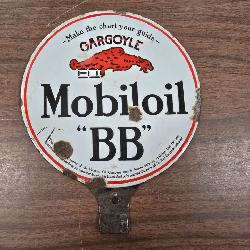 Make the chart your guide
GARGOYLE
Mobiloil
"BB"